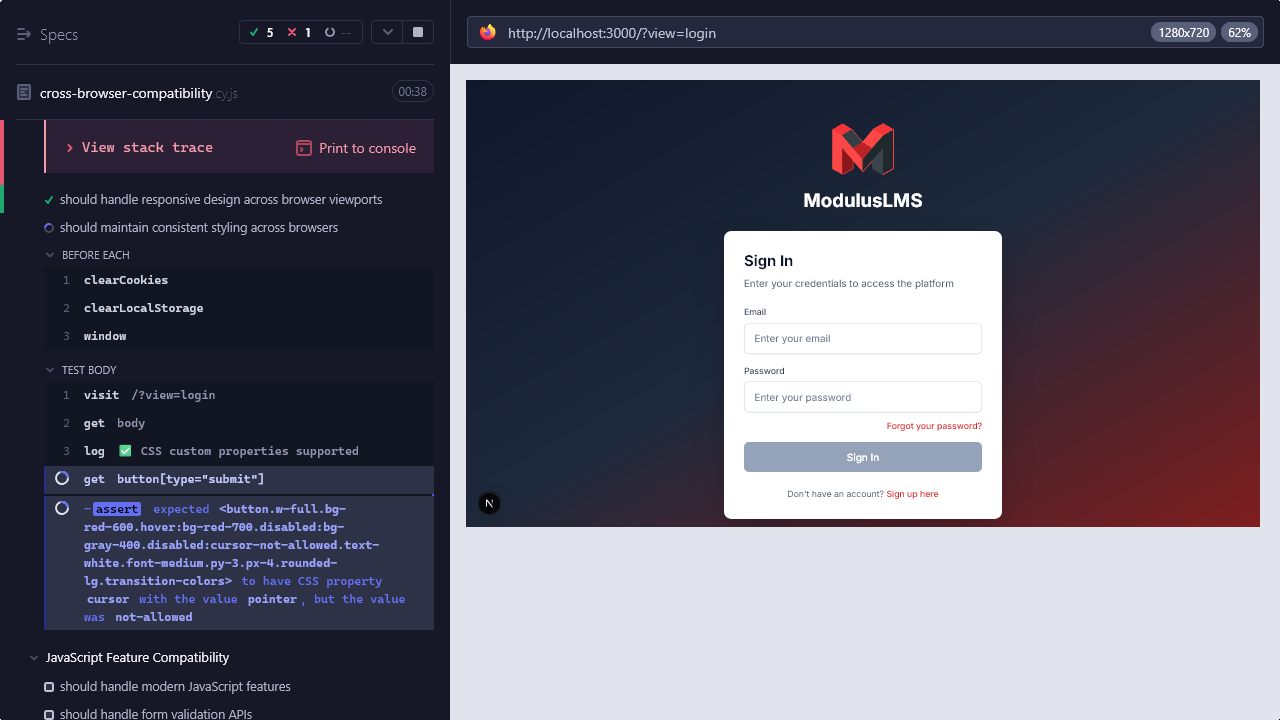 Specs
5 1 --
cross-browser-compatibility.cy.js
00:38
View stack trace
Print to console
should handle responsive design across browser viewports
should maintain consistent styling across browsers
BEFORE EACH
1 clearCookies
2 clearLocalStorage
3 window
TEST BODY
1 visit /?view=login
2 get body
3 log ✅ CSS custom properties supported
get button[type="submit"]
-assert expected <button.w-full.bg-
red-600.hover:bg-red-700.disabled:bg-
gray-400.disabled:cursor-not-allowed.text-
white.font-medium.py-3.px-4.rounded-
lg.transition-colors> to have CSS property
cursor with the value pointer, but the value
was not-allowed
JavaScript Feature Compatibility
should handle modern JavaScript features
should handle form validation APIs
http://localhost:3000/?view=login
1280x720
62%
ModulusLMS
Sign In
Enter your credentials to access the platform
Email
Enter your email
Password
Enter your password
Forgot your password?
Sign In
Don't have an account? Sign up here
N